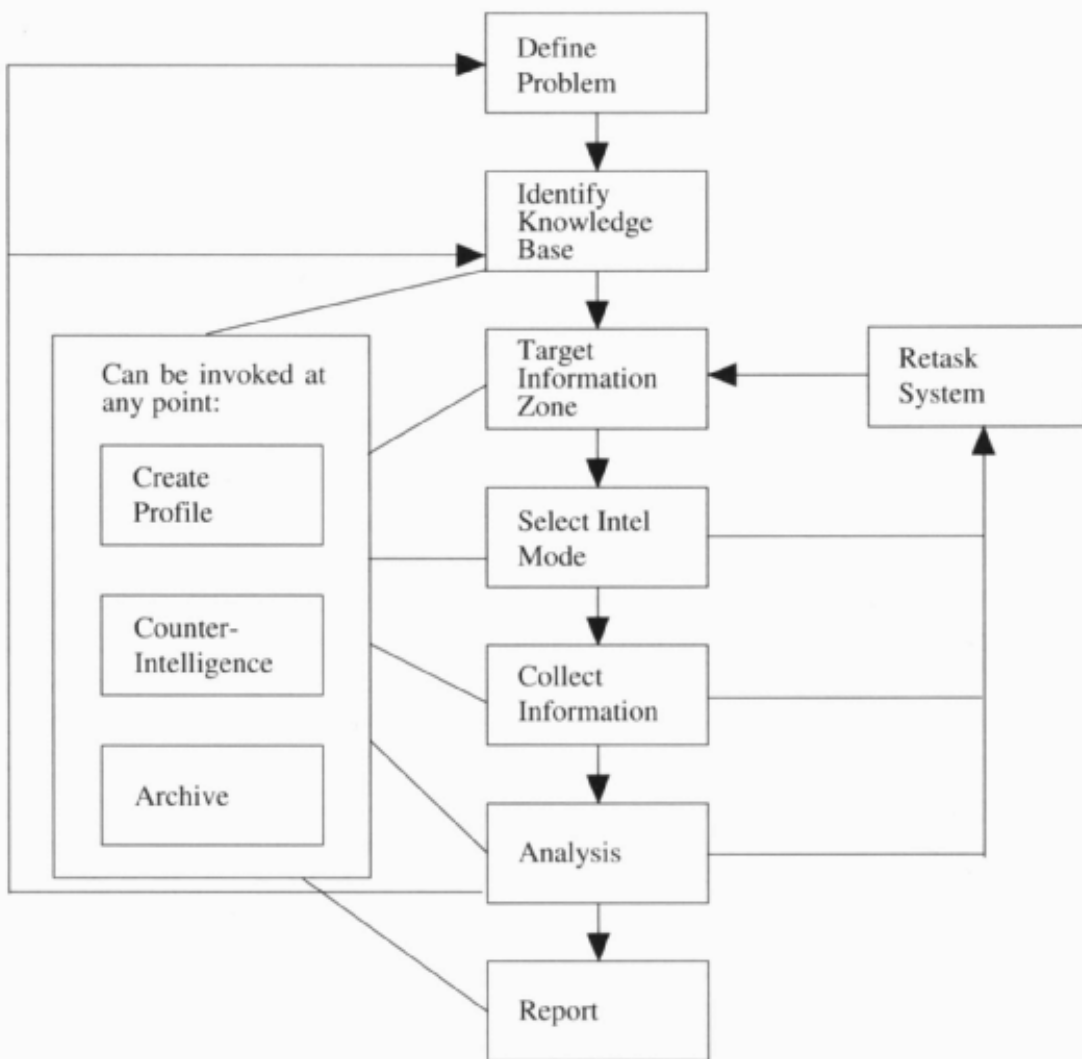 Define
Problem
Identify
Knowledge
Base
Target
Information
Zone
Retask
System
Can be invoked at
any point:
Create
Profile
Select Intel
Mode
Counter-
Intelligence
Collect
Information
Archive
Analysis
Report